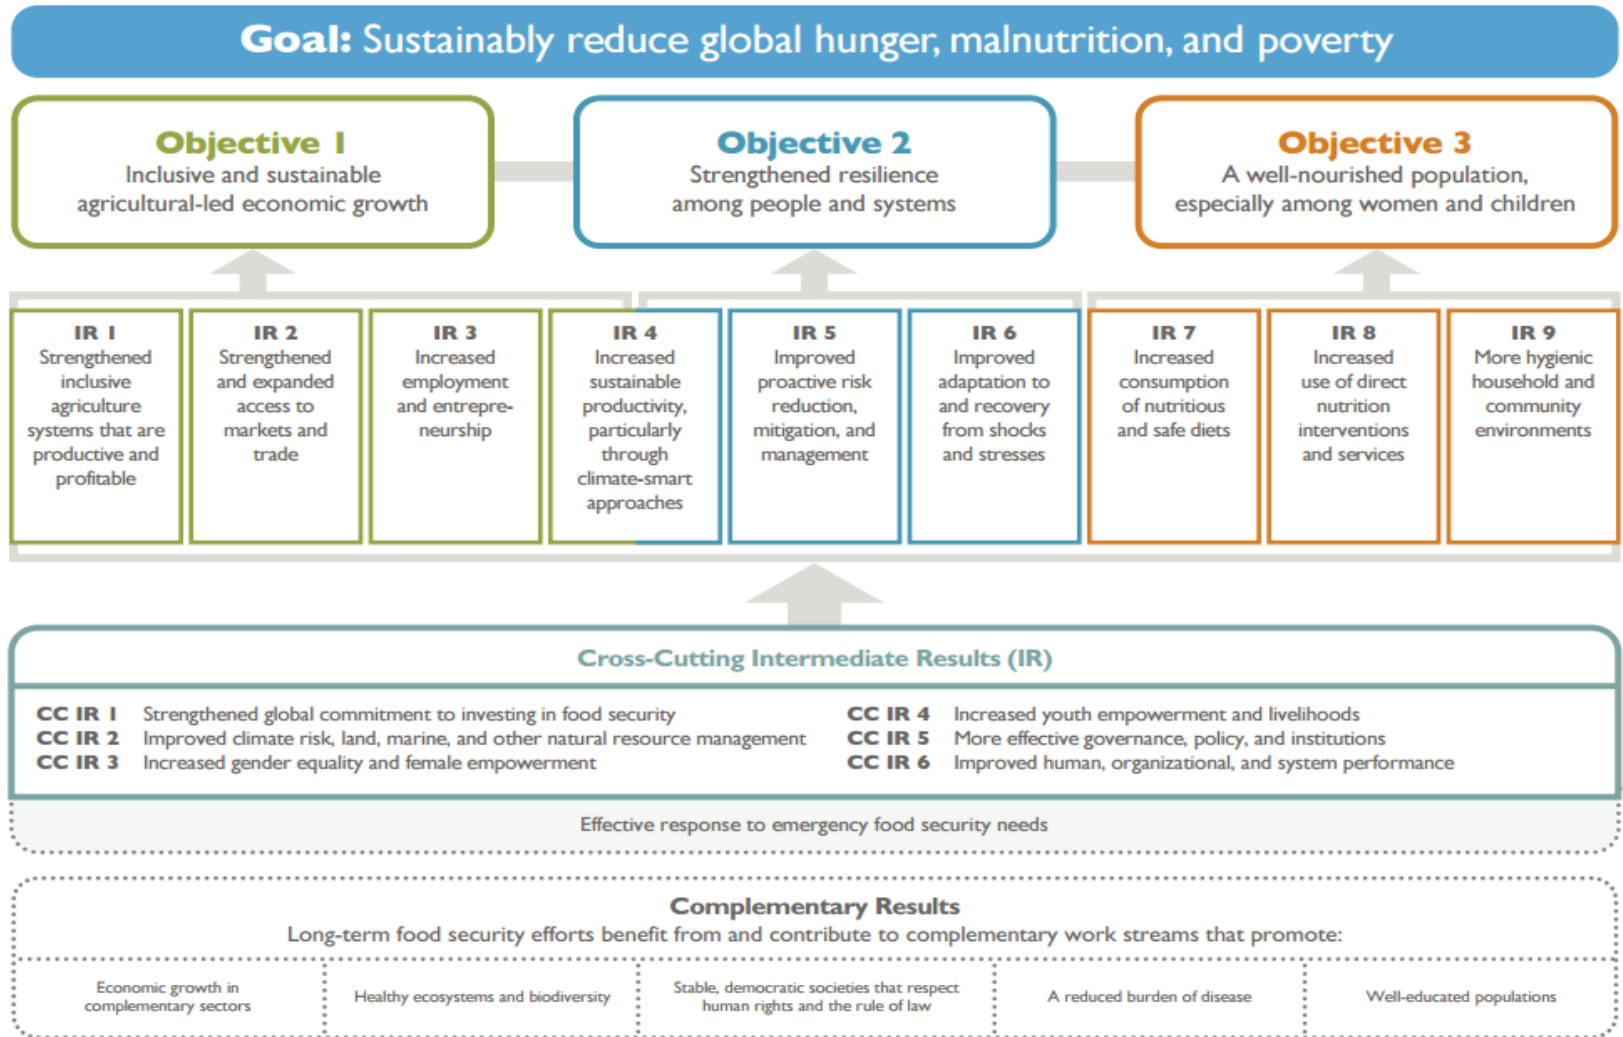 Goal: Sustainably reduce global hunger, malnutrition, and poverty
Objective 1
Inclusive and sustainable
agricultural-led economic growth
Objective 2
Strengthened resilience
among people and systems
Objective 3
A well-nourished population,
especially among women and children
IR 1
Strengthened
inclusive
agriculture
systems that are
productive and
profitable
IR 2
Strengthened
and expanded
access to
markets and
trade
IR 3
Increased
employment
and entrepre-
neurship
IR 4
Increased
sustainable
productivity,
particularly
through
climate-smart
approaches
IR 5
Improved
proactive risk
reduction,
mitigation, and
management
IR 6
Improved
adaptation to
and recovery
from shocks
and stresses
IR 7
Increased
consumption
of nutritious
and safe diets
IR 8
Increased
use of direct
nutrition
interventions
and services
IR 9
More hygienic
household and
community
environments
Cross-Cutting Intermediate Results (IR)
CC IR 1 Strengthened global commitment to investing in food security
CC IR 2 Improved climate risk, land, marine, and other natural resource management
CC IR 3 Increased gender equality and female empowerment
CC IR 4 Increased youth empowerment and livelihoods
CC IR 5 More effective governance, policy, and institutions
CC IR 6 Improved human, organizational, and system performance
Effective response to emergency food security needs
Complementary Results
Long-term food security efforts benefit from and contribute to complementary work streams that promote:
Economic growth in
complementary sectors
Healthy ecosystems and biodiversity
Stable, democratic societies that respect
human rights and the rule of law
A reduced burden of disease
Well-educated populations